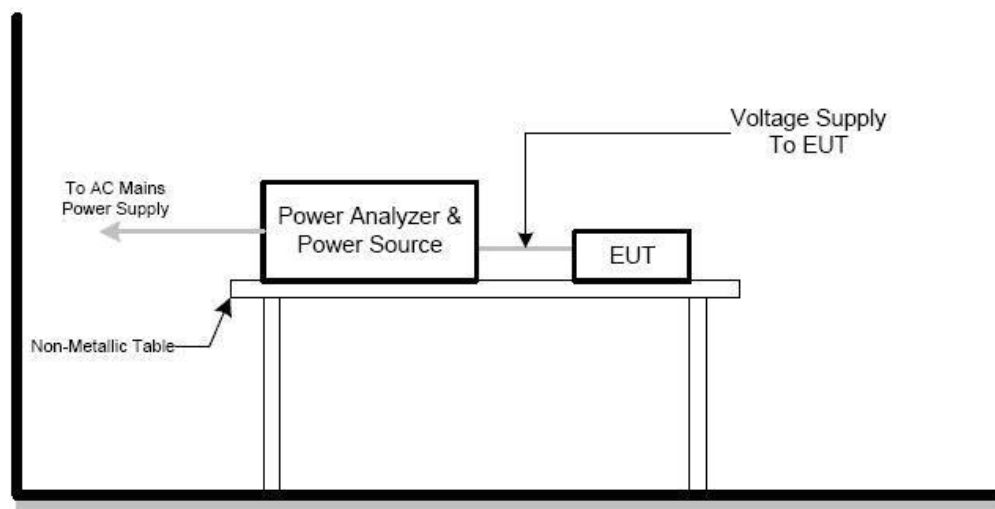 Voltage Supply
To EUT
To AC Mains
Power Supply
Power Analyzer &
Power Source
EUT
Non-Metallic Table